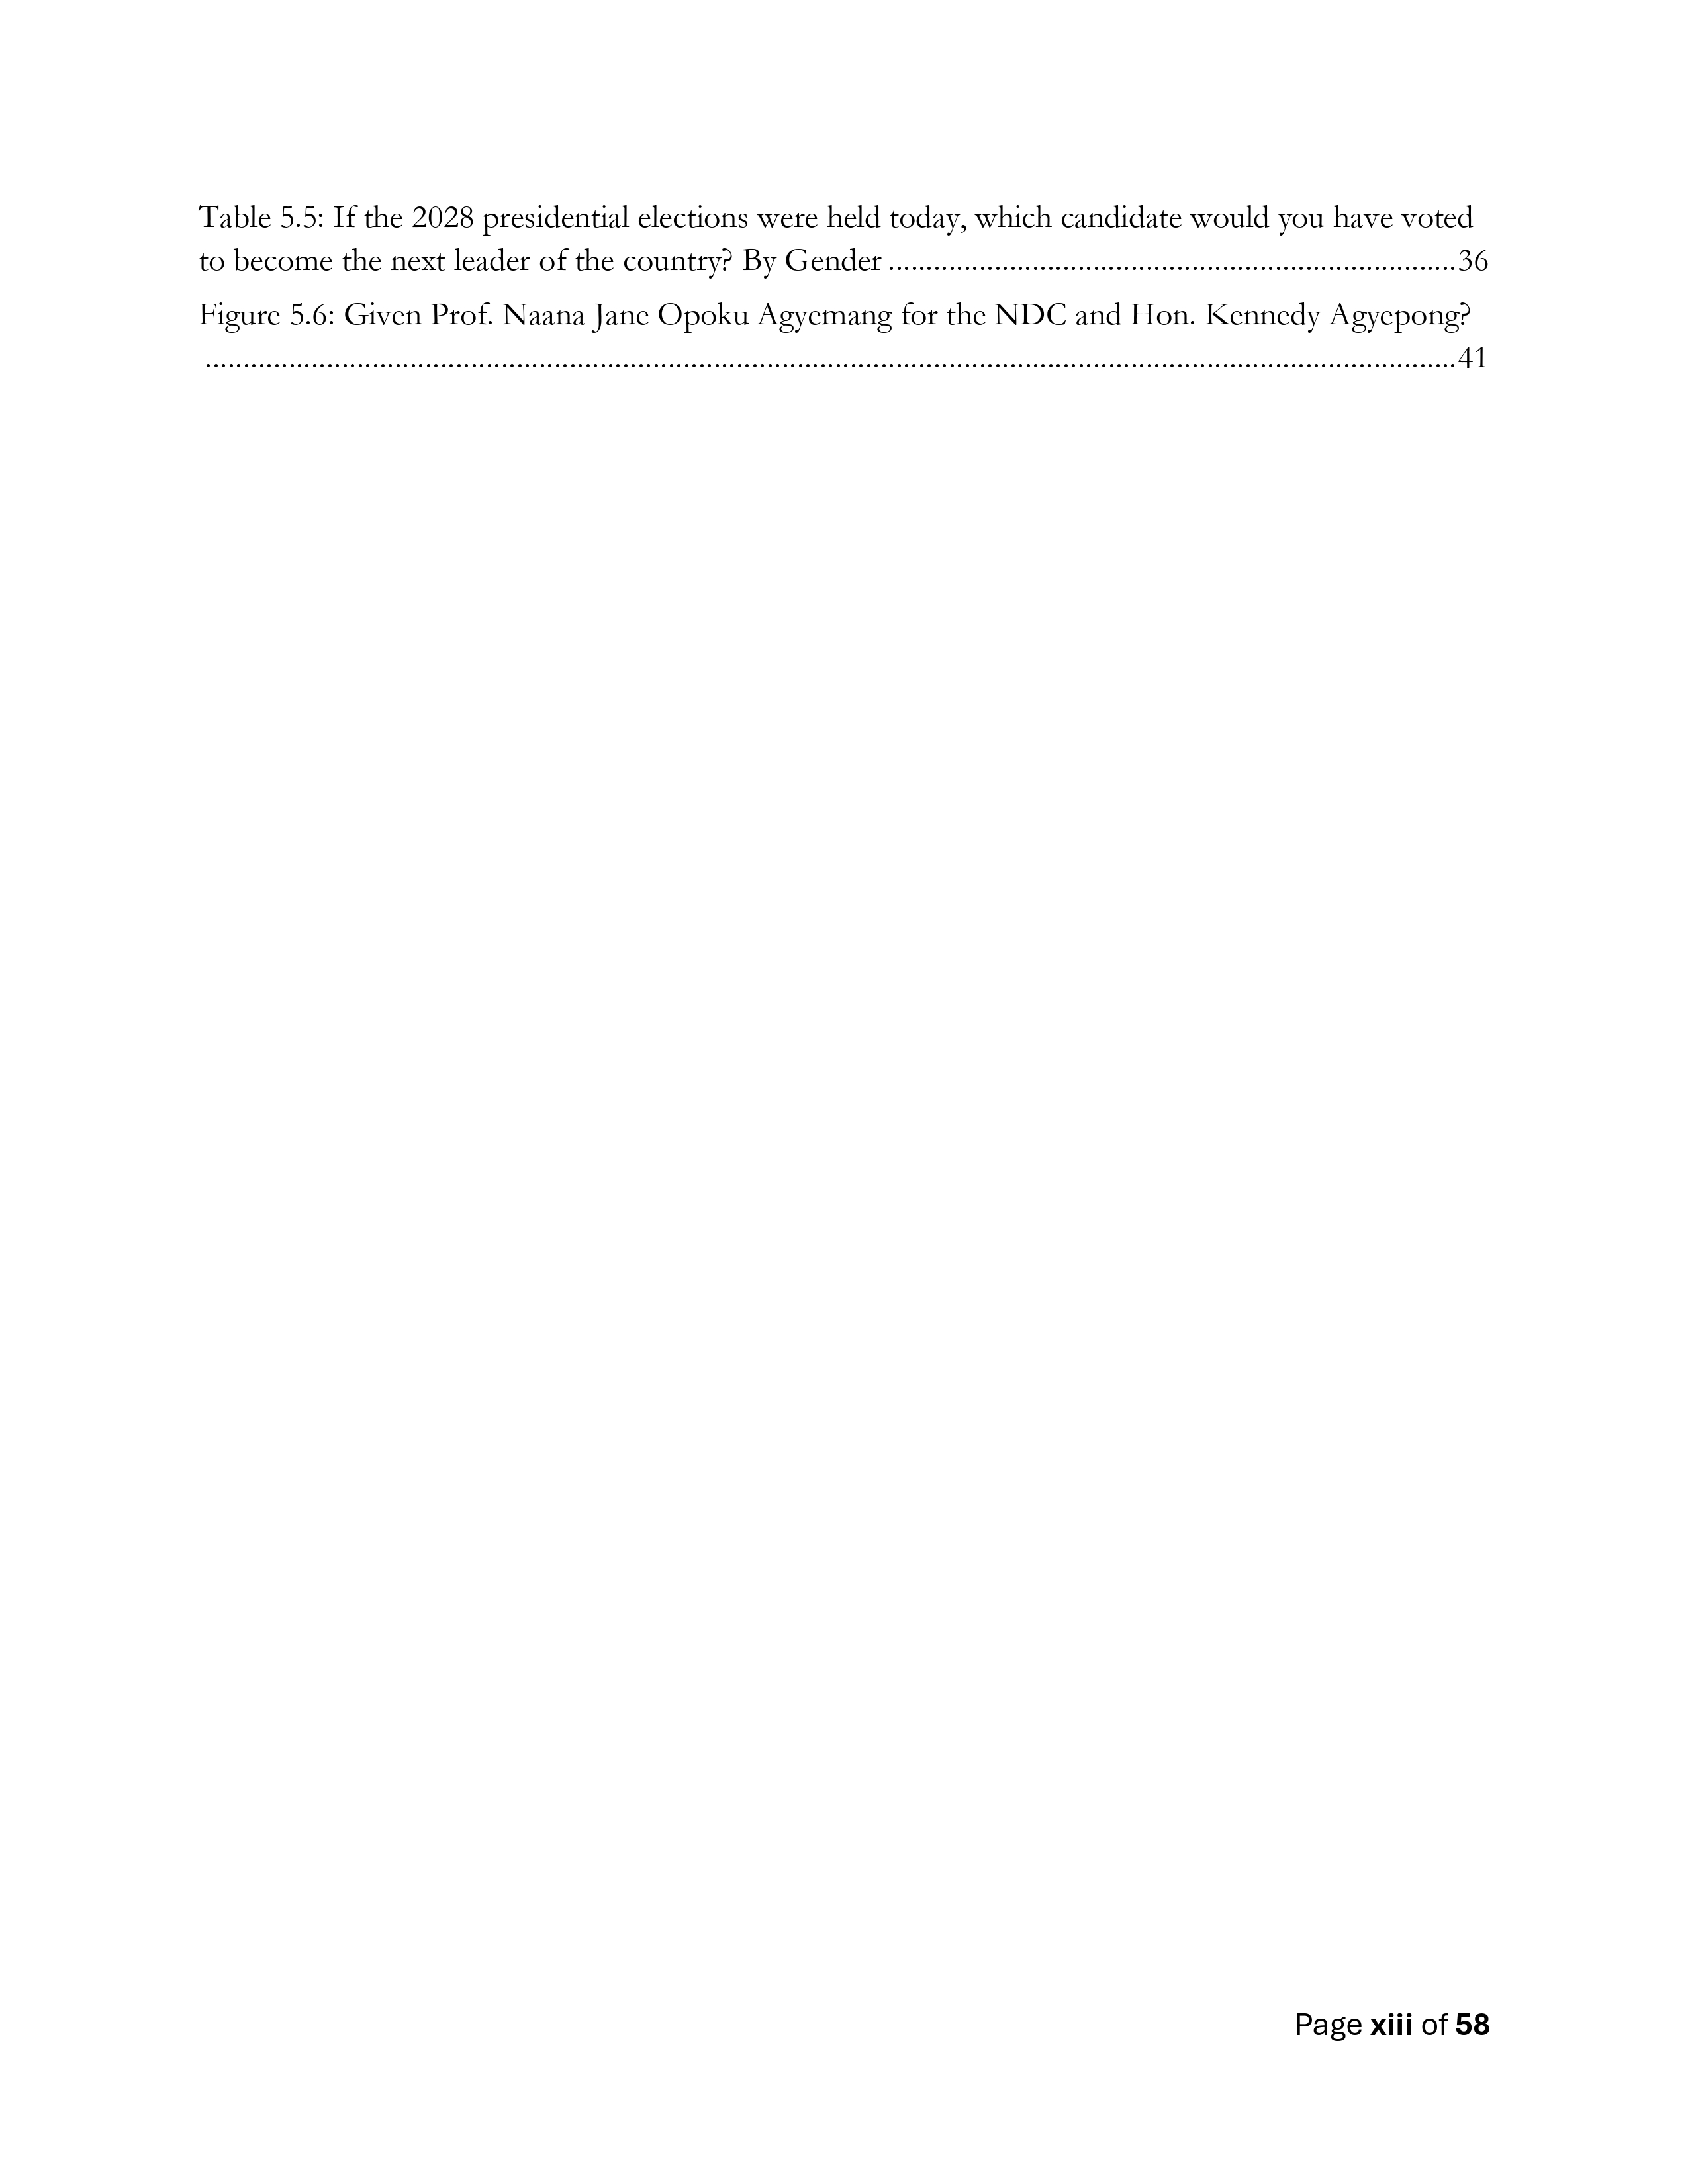 Table 5.5: If the 2028 presidential elections were held today, which candidate would you have voted
to become the next leader of the country? By Gender ...........................................................................36
Figure 5.6: Given Prof. Naana Jane Opoku Agyemang for the NDC and Hon. Kennedy Agyepong?
.....................................................................................................................................................................41
Page xiii of 58